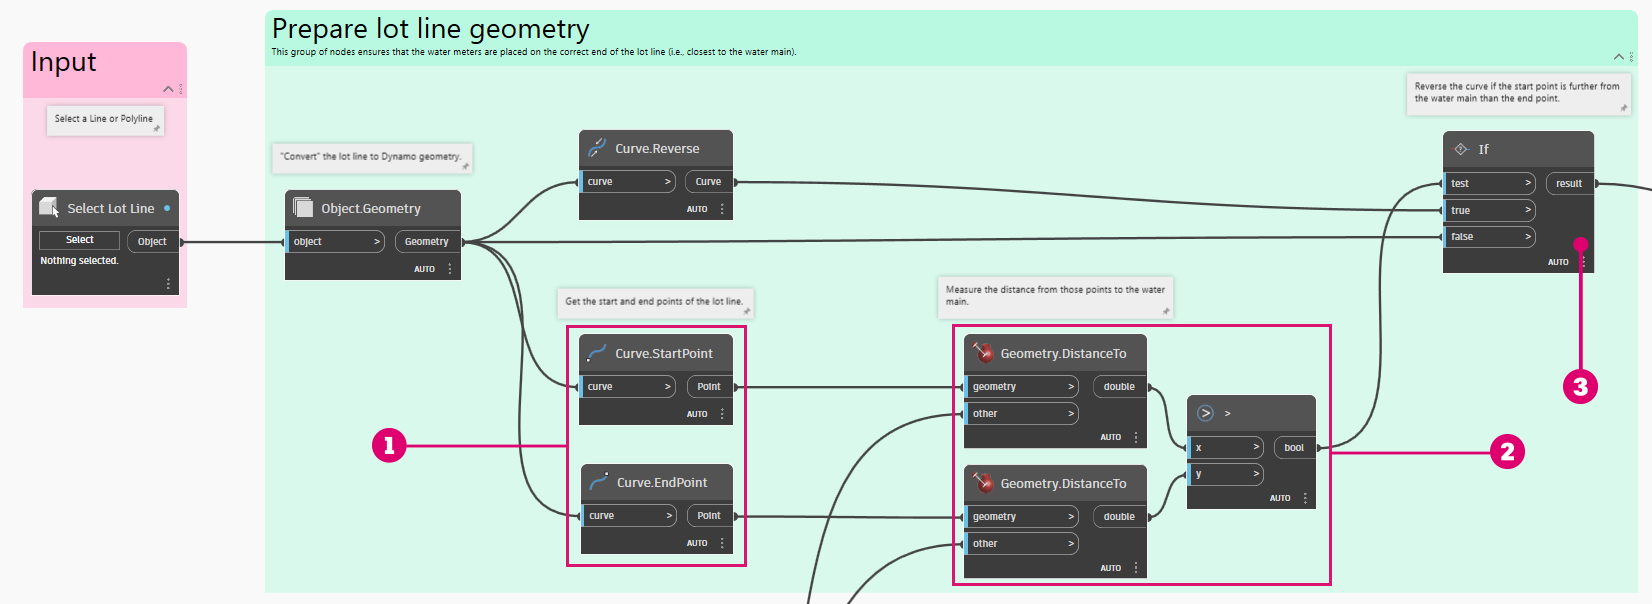 Input
Select a Line or Polyline
Select Lot Line
Select
Object
Nothing selected.
Prepare lot line geometry
This group of nodes ensures that the water meters are placed on the correct end of the lot line (i.e., closest to the water main).
"Convert" the lot line to Dynamo geometry.
Object.Geometry
object >
Geometry
AUTO
Curve.Reverse
curve >
Curve
AUTO
Get the start and end points of the lot line.
Curve.StartPoint
curve >
Point
AUTO
Curve.EndPoint
curve >
Point
AUTO
1
Measure the distance from those points to the water
main.
Geometry.DistanceTo
geometry >
double
other >
AUTO
Geometry.DistanceTo
geometry >
double
other >
AUTO
> >
x >
bool
y >
AUTO
2
Reverse the curve if the start point is further from
the water main than the end point.
If
test >
result
true >
false >
AUTO
3